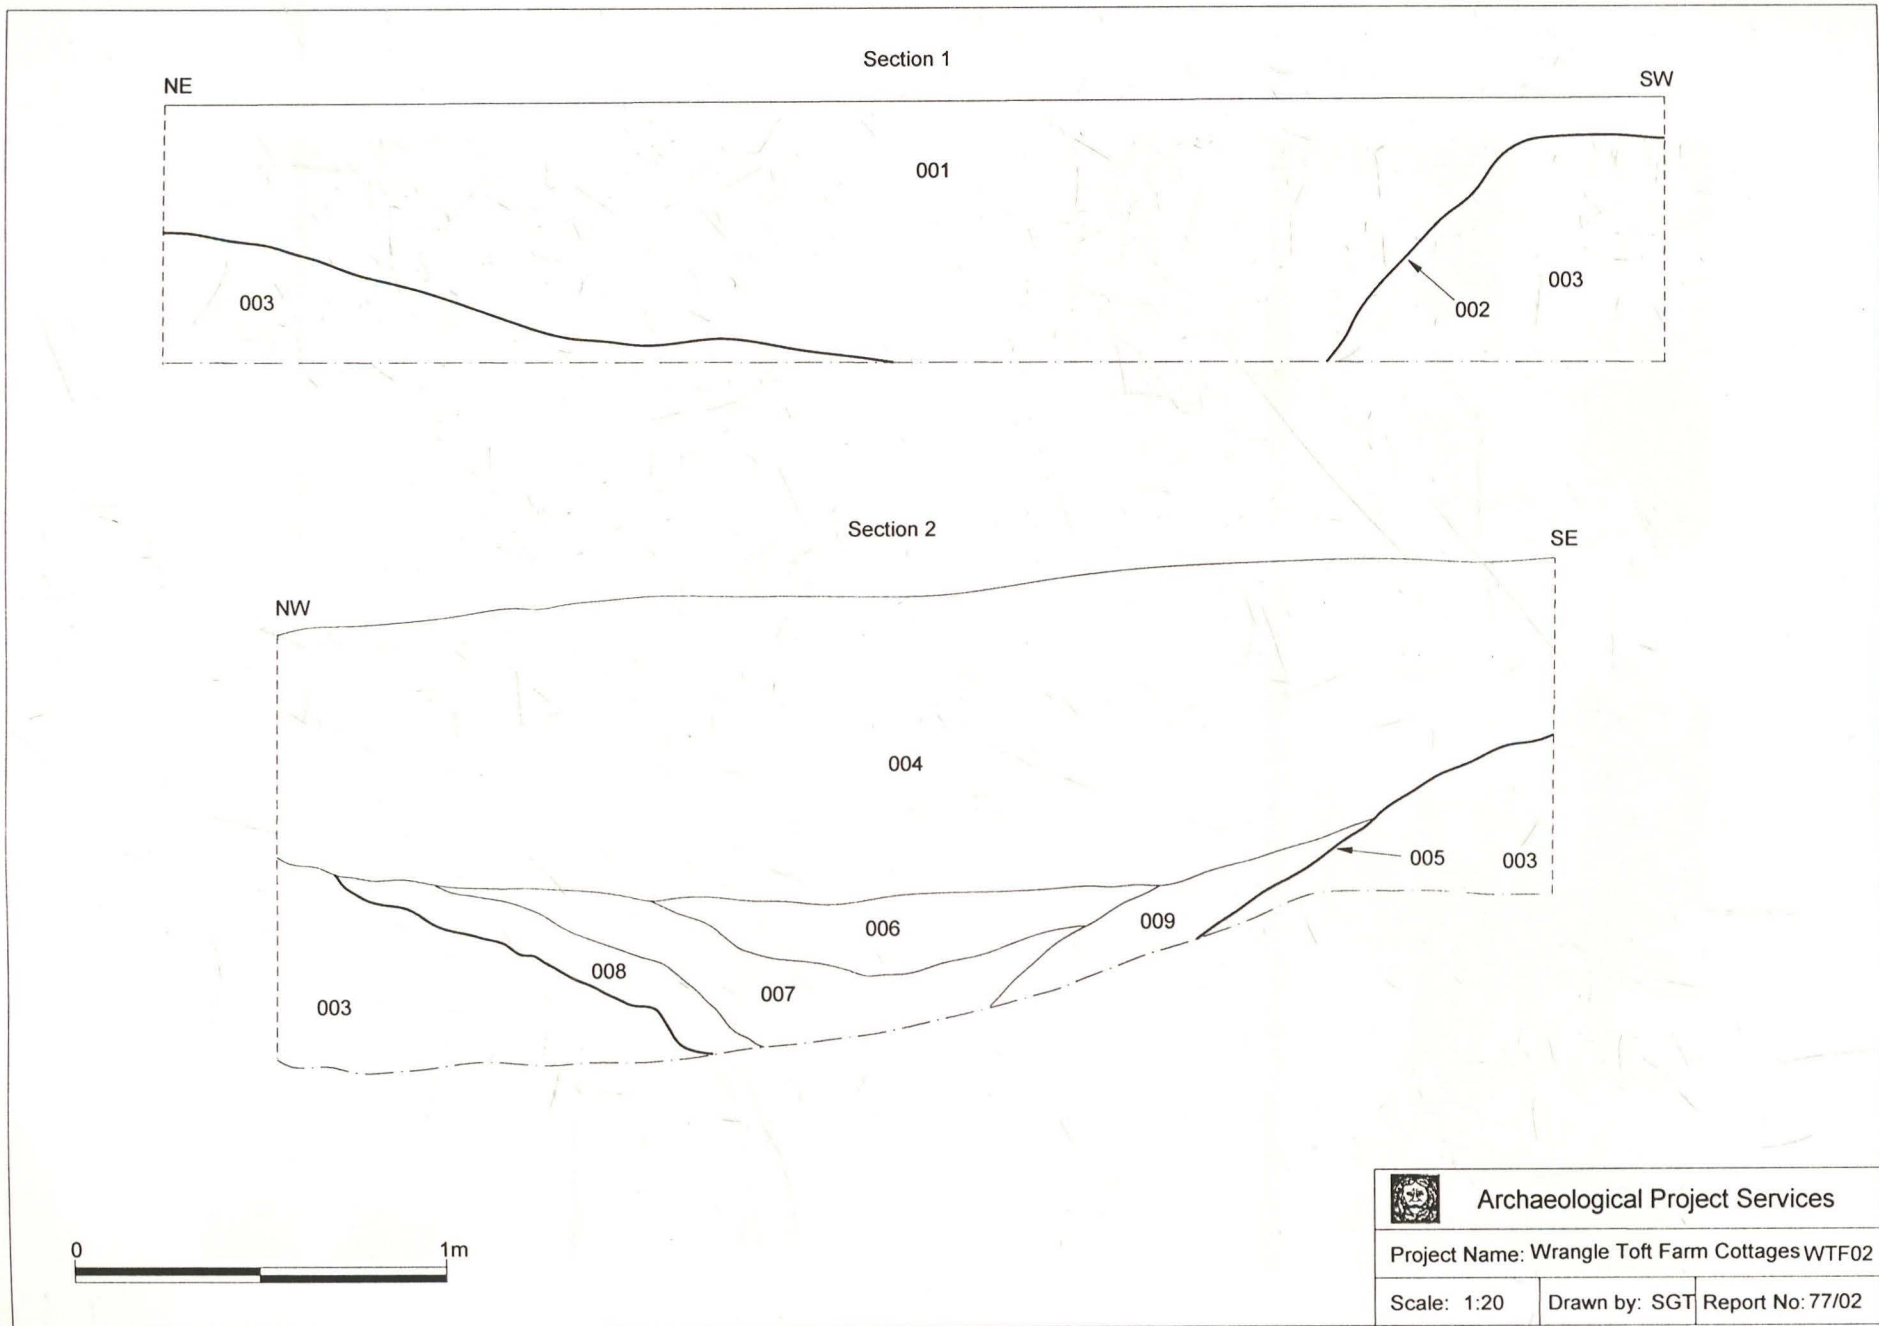 Section 1
NE
SW
001
003
003
002
Section 2
SE
NW
004
005
003
006
009
008
007
003
0
1m
Archaeological Project Services
Project Name: Wrangle Toft Farm Cottages WTF02
Scale: 1:20
Drawn by: SGT
Report No: 77/02